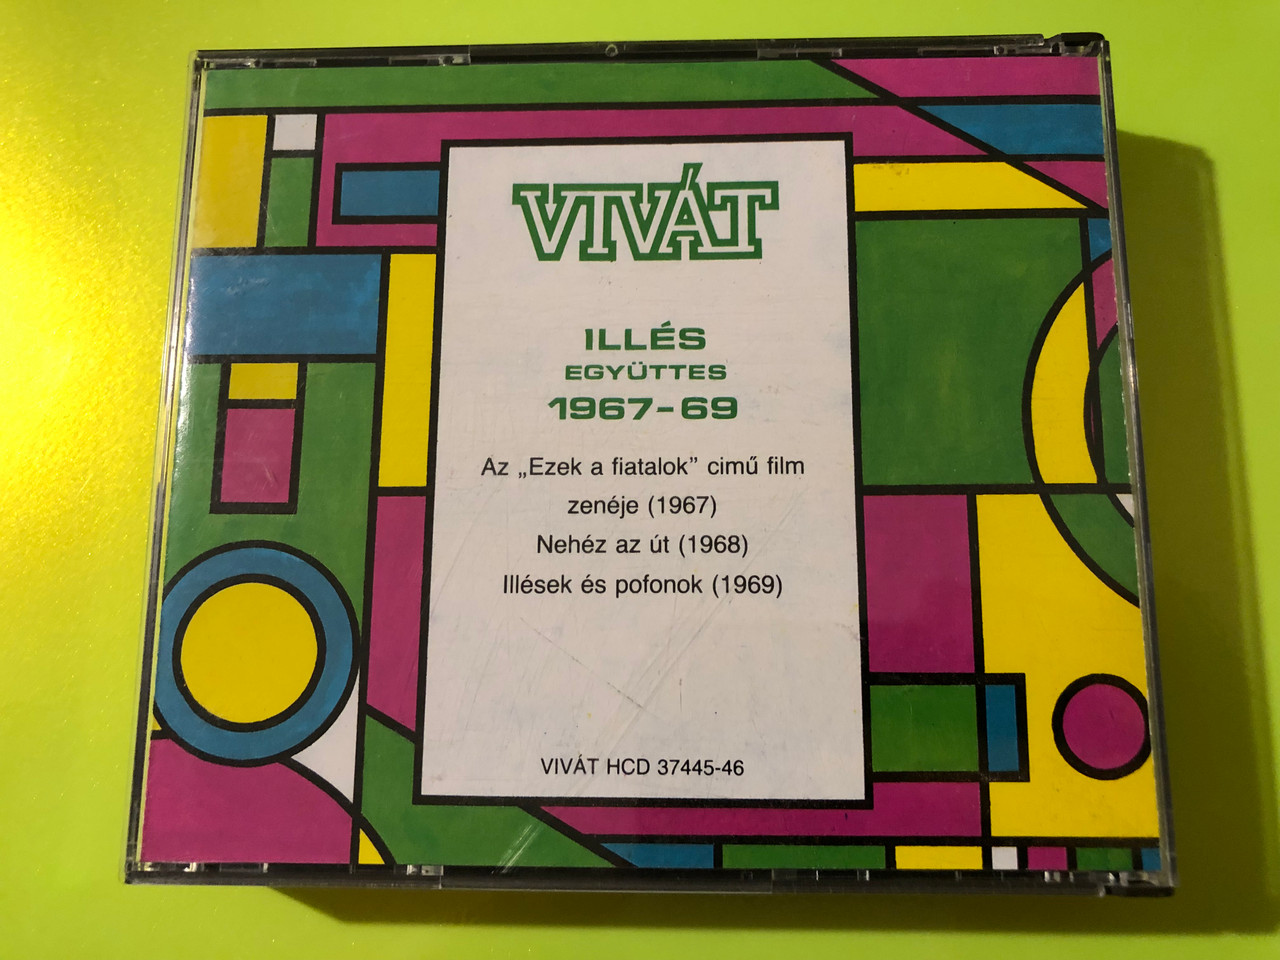 VIVÁT
ILLÉS
EGYÜTTES
1967-69
Az „Ezek a fiatalok” cimű film
zenéje (1967)
Nehéz az út (1968)
Illések és pofonok (1969)
VIVÁT HCD 37445-46